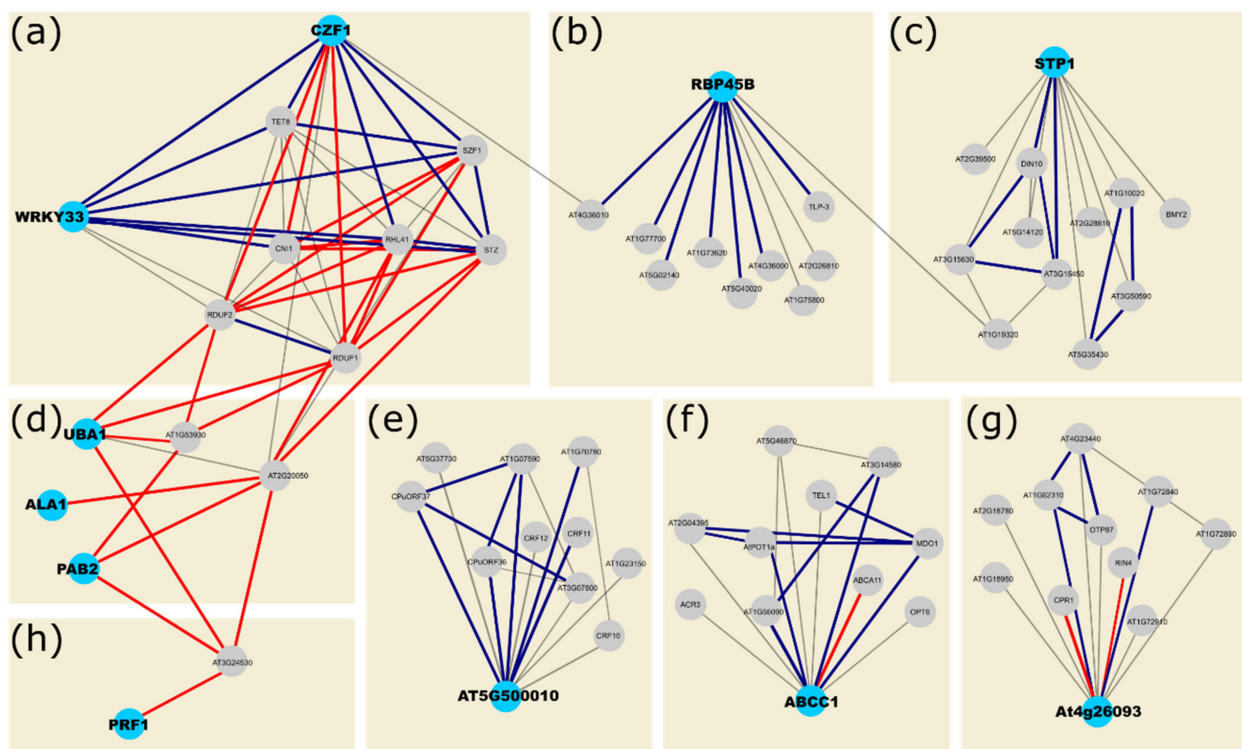 (a)
CZF1
TET8
SZF1
WRKY33
CNI1
RHL41
STZ
RDUF2
RDUF1
(b)
RBP45B
TLP-3
AT4G36010
AT1G77700
AT1G73620
AT4G36000
AT2G26810
AT5G02140
AT5G40020
AT1G75800
(c)
STP1
AT2G39500
DIN10
AT1G10020
BMY2
AT5G14120
AT2G28810
AT3G15630
AT3G15450
AT3G50590
AT1G19320
AT5G35430
(d)
UBA1
AT1G53930
AT2G20050
ALA1
PAB2
(h)
AT3G24530
PRF1
(e)
AT5G37730
AT1G07590
AT1G70780
CPuORF37
CRF12
CRF11
CPuORF36
AT1G23150
AT3G07600
CRF10
AT5G500010
(f)
AT5G46870
AT3G14580
TEL1
AT2G04395
AtPOT1a
MDO1
ABCA11
ACR3
AT1G56090
OPT6
ABCC1
(g)
AT4G23440
AT1G62310
AT1G72840
AT2G18780
OTP87
AT1G72890
RIN4
AT1G18950
CPR1
AT1G72910
At4g26093